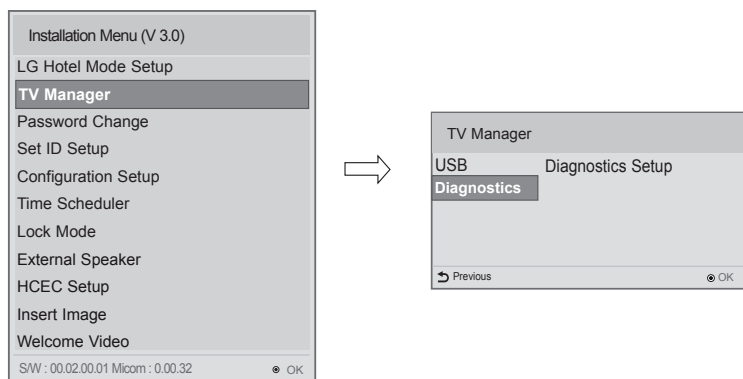 Installation Menu (V 3.0)
LG Hotel Mode Setup
TV Manager
Password Change
Set ID Setup
Configuration Setup
Time Scheduler
Lock Mode
External Speaker
HCEC Setup
Insert Image
Welcome Video
S/W : 00.02.00.01 Micom : 0.00.32 OK
TV Manager
USB Diagnostics Setup
Diagnostics
Previous OK